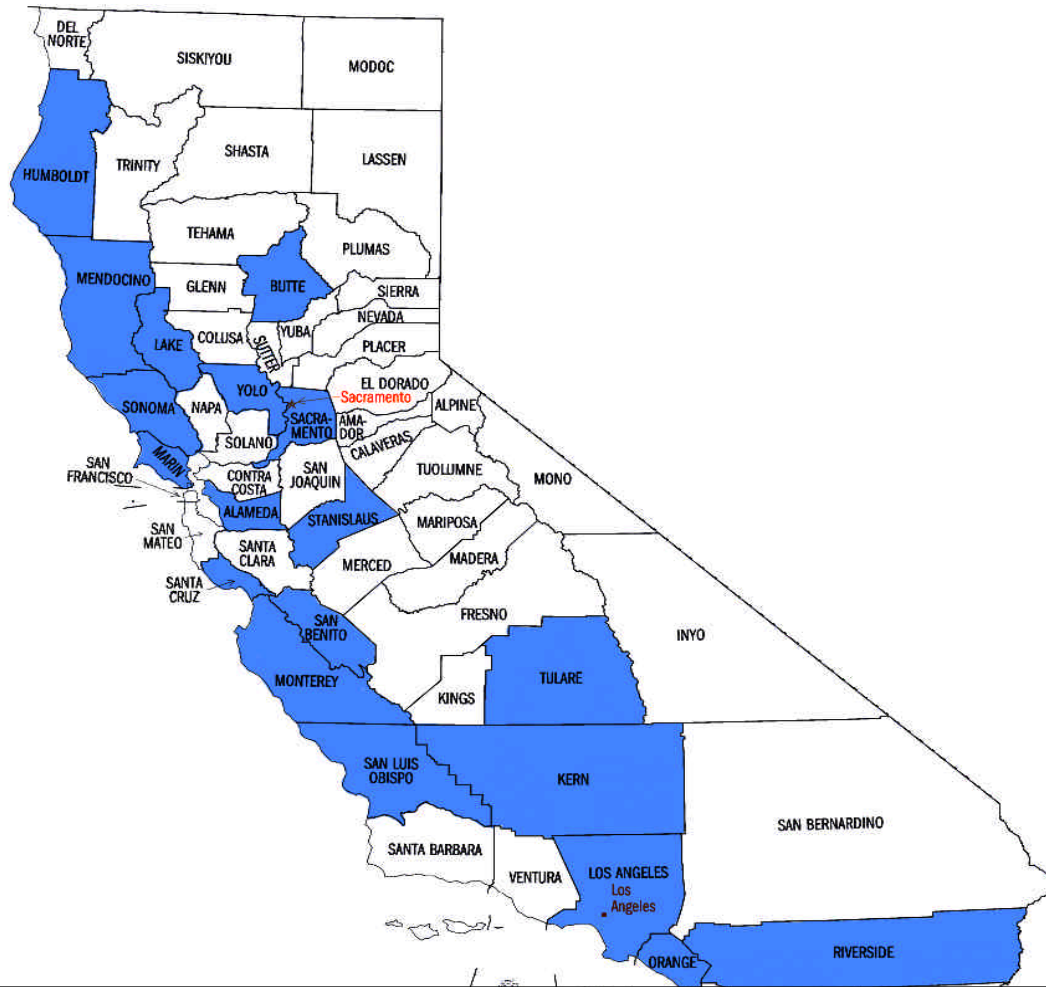 DEL
NORTE
SISKIYOU
MODOC
HUMBOLDT
TRINITY
SHASTA
LASSEN
TEHAMA
PLUMAS
MENDOCINO
GLENN
BUTTE
SIERRA
LAKE
COLUSA
SUTTER
YUBA
NEVADA
PLACER
YOLO
EL DORADO
Sacramento
SONOMA
NAPA
SACRA-
MENTO
AMA-
DOR
ALPINE
SOLANO
CALAVERAS
MARIN
SAN
FRANCISCO
CONTRA
COSTA
SAN
JOAQUIN
TUOLUMNE
MONO
ALAMEDA
STANISLAUS
MARIPOSA
SAN
MATEO
SANTA
CLARA
MERCED
MADERA
SANTA
CRUZ
SAN
BENITO
FRESNO
INYO
MONTEREY
KINGS
TULARE
SAN LUIS
OBISPO
KERN
SAN BERNARDINO
SANTA BARBARA
VENTURA
LOS ANGELES
Los
Angeles
ORANGE
RIVERSIDE